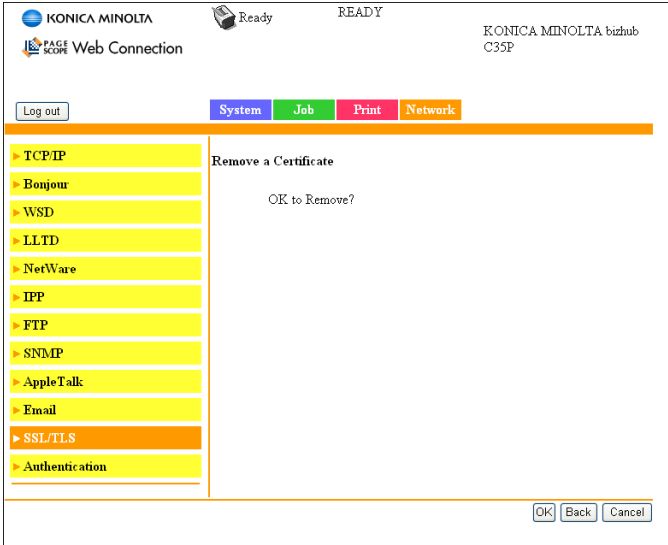 KONICA MINOLTA
Ready
READY
KONICA MINOLTA bizhub
C35P
PAGE
SCOPE Web Connection
Log out
System Job Print Network
TCP/IP
Bonjour
WSD
LLTD
NetWare
IPP
FTP
SNMP
AppleTalk
Email
SSL/TLS
Authentication
Remove a Certificate
OK to Remove?
OK Back Cancel